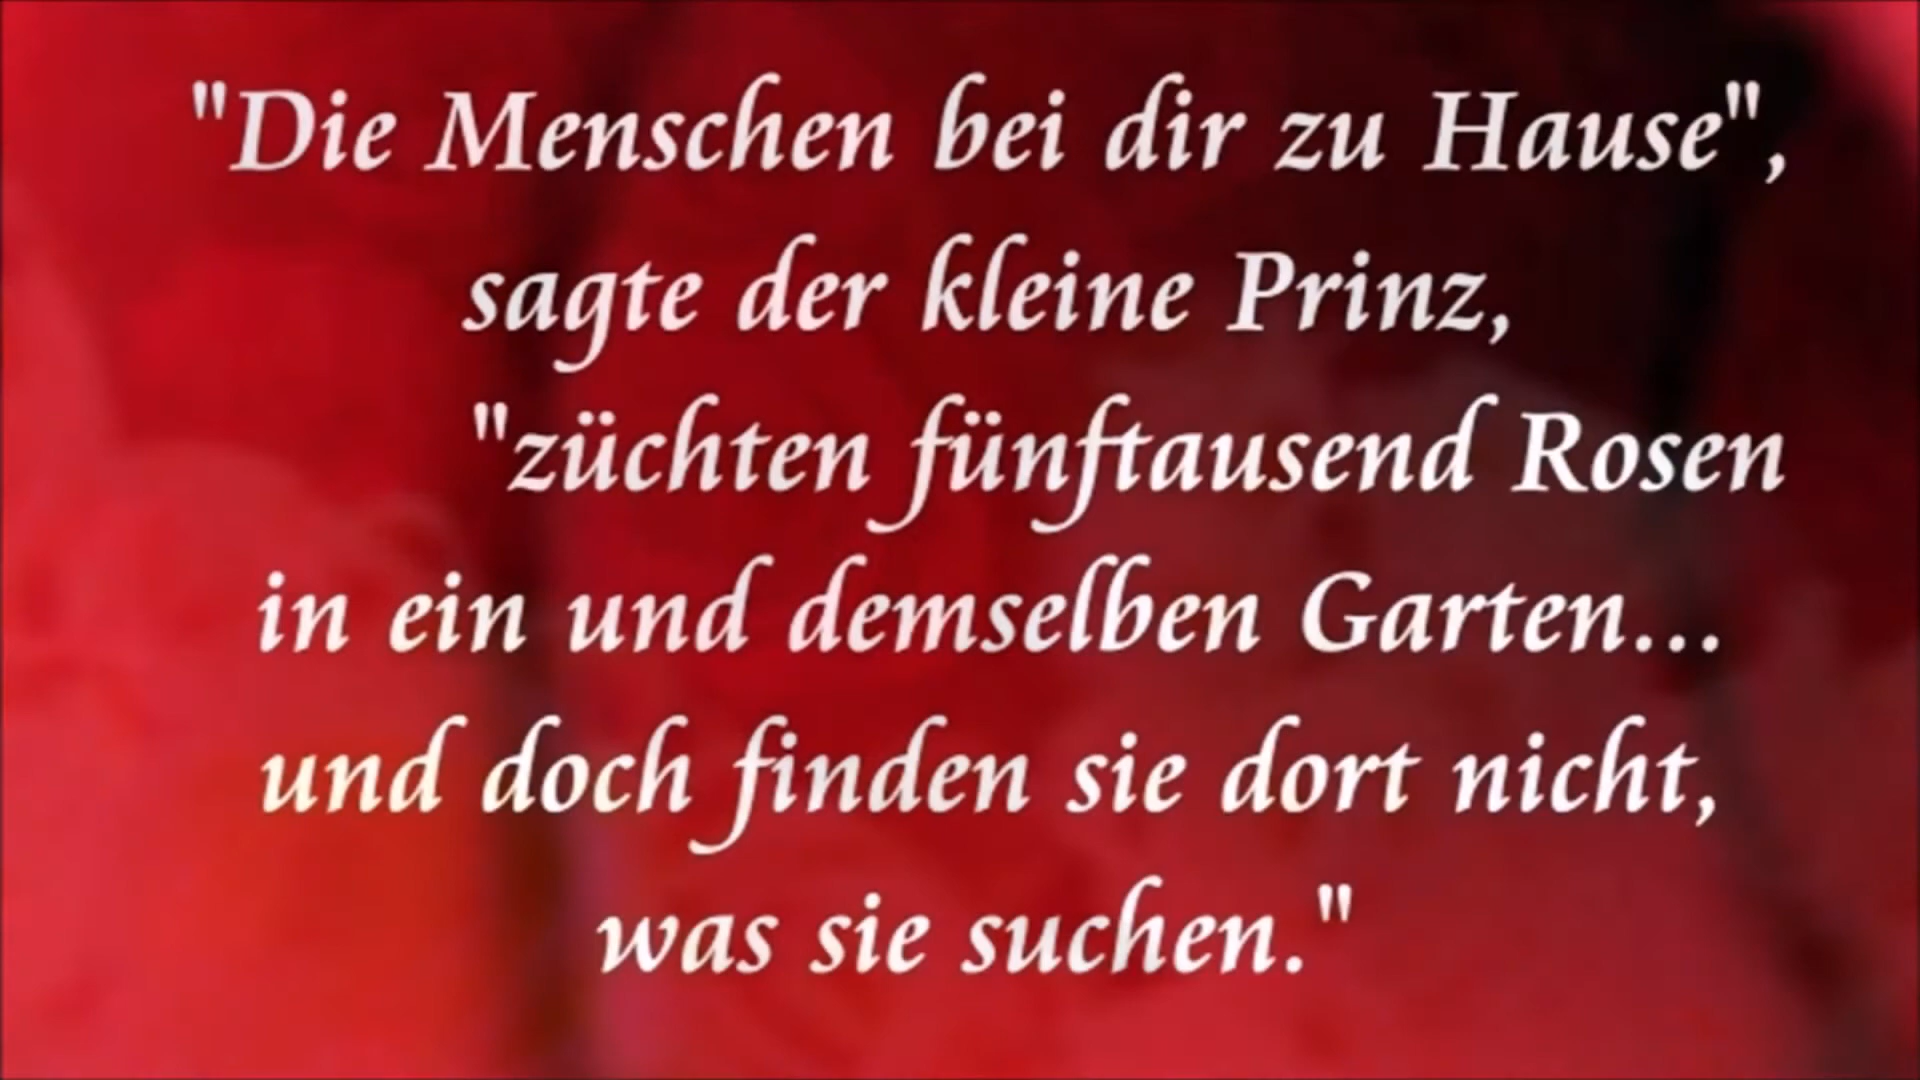 "Die Menschen bei dir zu Hause",
sagte der kleine Prinz,
"züchten fünftausend Rosen
in ein und demselben Garten...
und doch finden sie dort nicht,
was sie suchen."